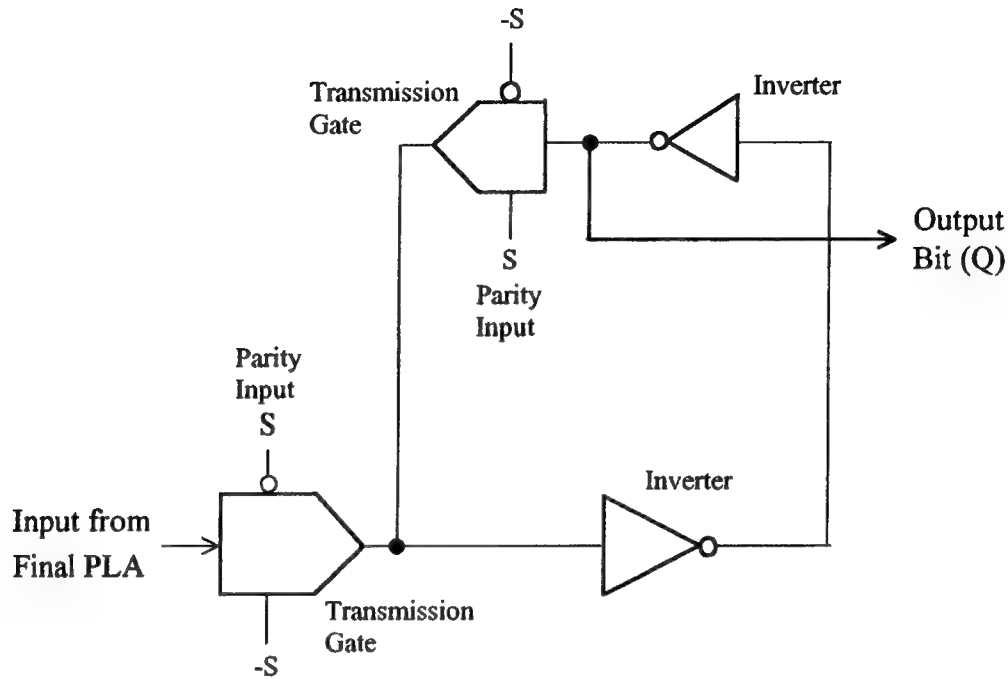 -S
Transmission
Gate
Inverter
Output
Bit (Q)
S
Parity
Input
Parity
Input
S
Inverter
Input from
Final PLA
Transmission
Gate
-S